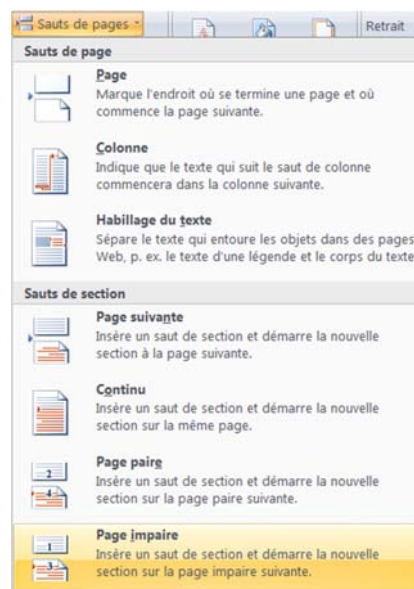 Sauts de pages
Retrait
Sauts de page
Page
Marque l'endroit où se termine une page et où
commence la page suivante.
Colonne
Indique que le texte qui suit le saut de colonne
commencera dans la colonne suivante.
Habillage du texte
Sépare le texte qui entoure les objets dans des pages
Web, p. ex. le texte d'une légende et le corps du texte
Sauts de section
Page suivante
Insère un saut de section et démarre la nouvelle
section à la page suivante.
Continu
Insère un saut de section et démarre la nouvelle
section sur la même page.
Page paire
2
4
Insère un saut de section et démarre la nouvelle
section sur la page paire suivante.
Page impaire
1
3
Insère un saut de section et démarre la nouvelle
section sur la page impaire suivante.